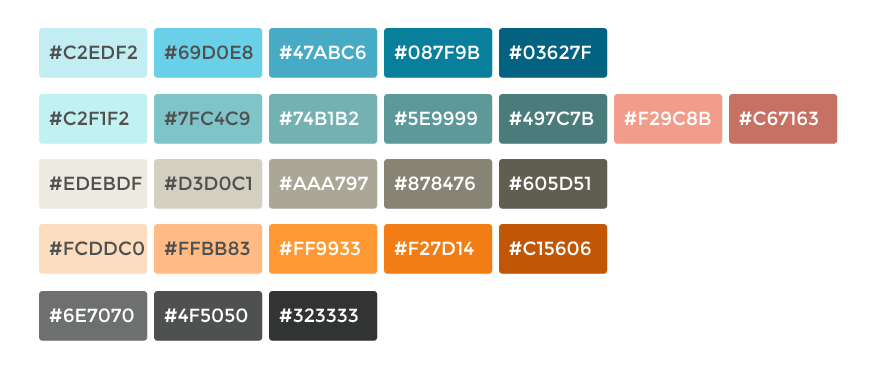 #C2EDF2 #69D0E8 #47ABC6 #087F9B #03627F
#C2F1F2 #7FC4C9 #74B1B2 #5E9999 #497C7B #F29C8B #C67163
#EDEBDF #D3D0C1 #AAA797 #878476 #605D51
#FCDDC0 #FFBB83 #FF9933 #F27D14 #C15606
#6E7070 #4F5050 #323333